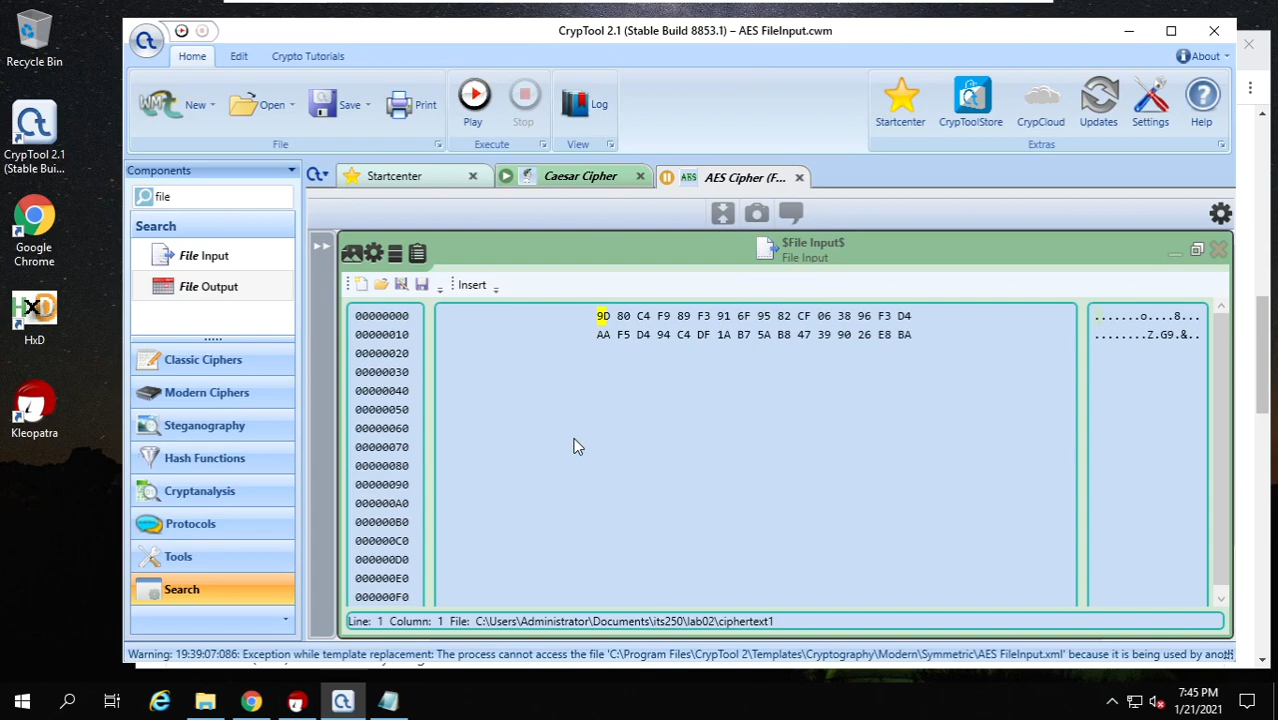 Recycle Bin
CrypTool 2.1
(Stable Bui...
Google
Chrome
HxD
Kleopatra
CrypTool 2.1 (Stable Build 8853.1) – AES FileInput.cwm
Home Edit Crypto Tutorials About
New Open Save Print Play Stop Log Startcenter CrypToolStore CrypCloud Updates Settings Help
File Execute View Extras
Components
file
Search
File Input
File Output
Classic Ciphers
Modern Ciphers
Steganography
Hash Functions
Cryptanalysis
Protocols
Tools
Search
Startcenter Caesar Cipher AES Cipher (F...
$File Input$
File Input
Insert
00000000 9D 80 C4 F9 89 F3 91 6F 95 82 CF 06 38 96 F3 D4 .......o....8...
00000010 AA F5 D4 94 C4 DF 1A B7 5A B8 47 39 90 26 E8 BA ........Z.G9.&..
00000020
00000030
00000040
00000050
00000060
00000070
00000080
00000090
000000A0
000000B0
000000C0
000000D0
000000E0
000000F0
Line: 1 Column: 1 File: C:\Users\Administrator\Documents\its250\lab02\ciphertext1
Warning: 19:39:07:086: Exception while template replacement: The process cannot access the file 'C:\Program Files\CrypTool 2\Templates\Cryptography\Modern\Symmetric\AES FileInput.xml' because it is being used by
7:45 PM
1/21/2021